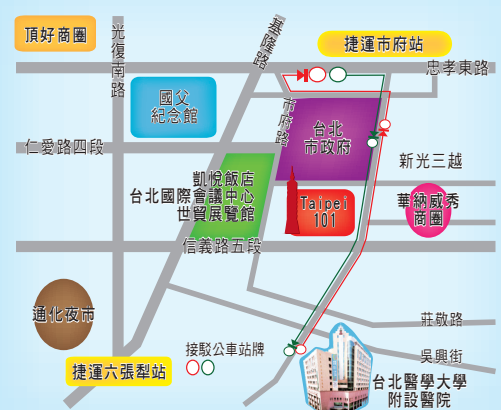 頂好商圈
光復南路
基隆路
捷運市府站
忠孝東路
國父
紀念館
市府路
台北
市政府
仁愛路四段
新光三越
凱悅飯店
台北國際會議中心
世貿展覽館
Taipei
101
華納威秀
商圈
信義路五段
通化夜市
莊敬路
吳興街
接駁公車站牌
捷運六張犁站
台北醫學大學
附設醫院